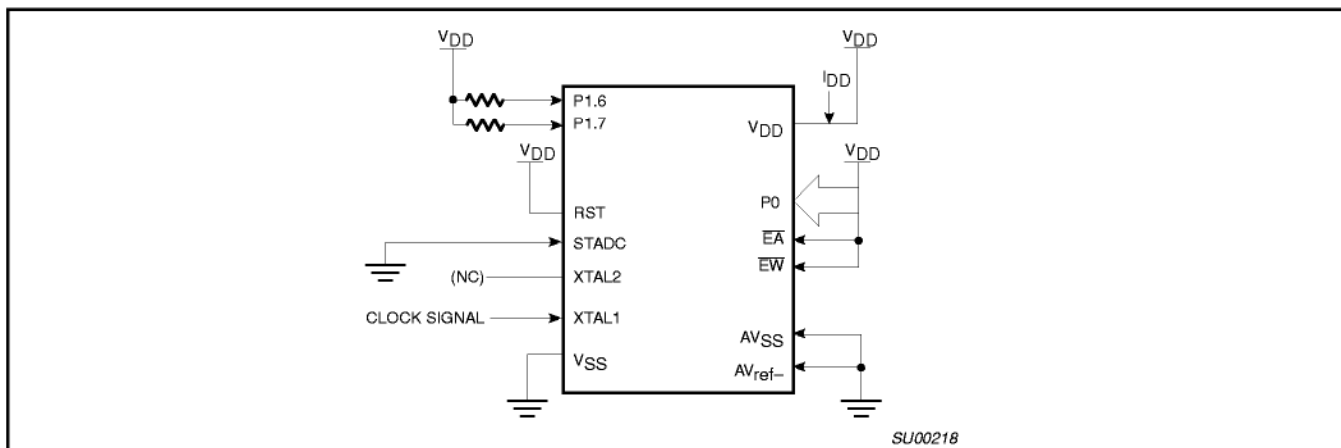 VDD
VDD
IDD
P1.6
P1.7
VDD
VDD
VDD
P0
RST
EA
STADC
EW
(NC)
XTAL2
CLOCK SIGNAL
XTAL1
AVSS
VSS
AVref–
SU00218